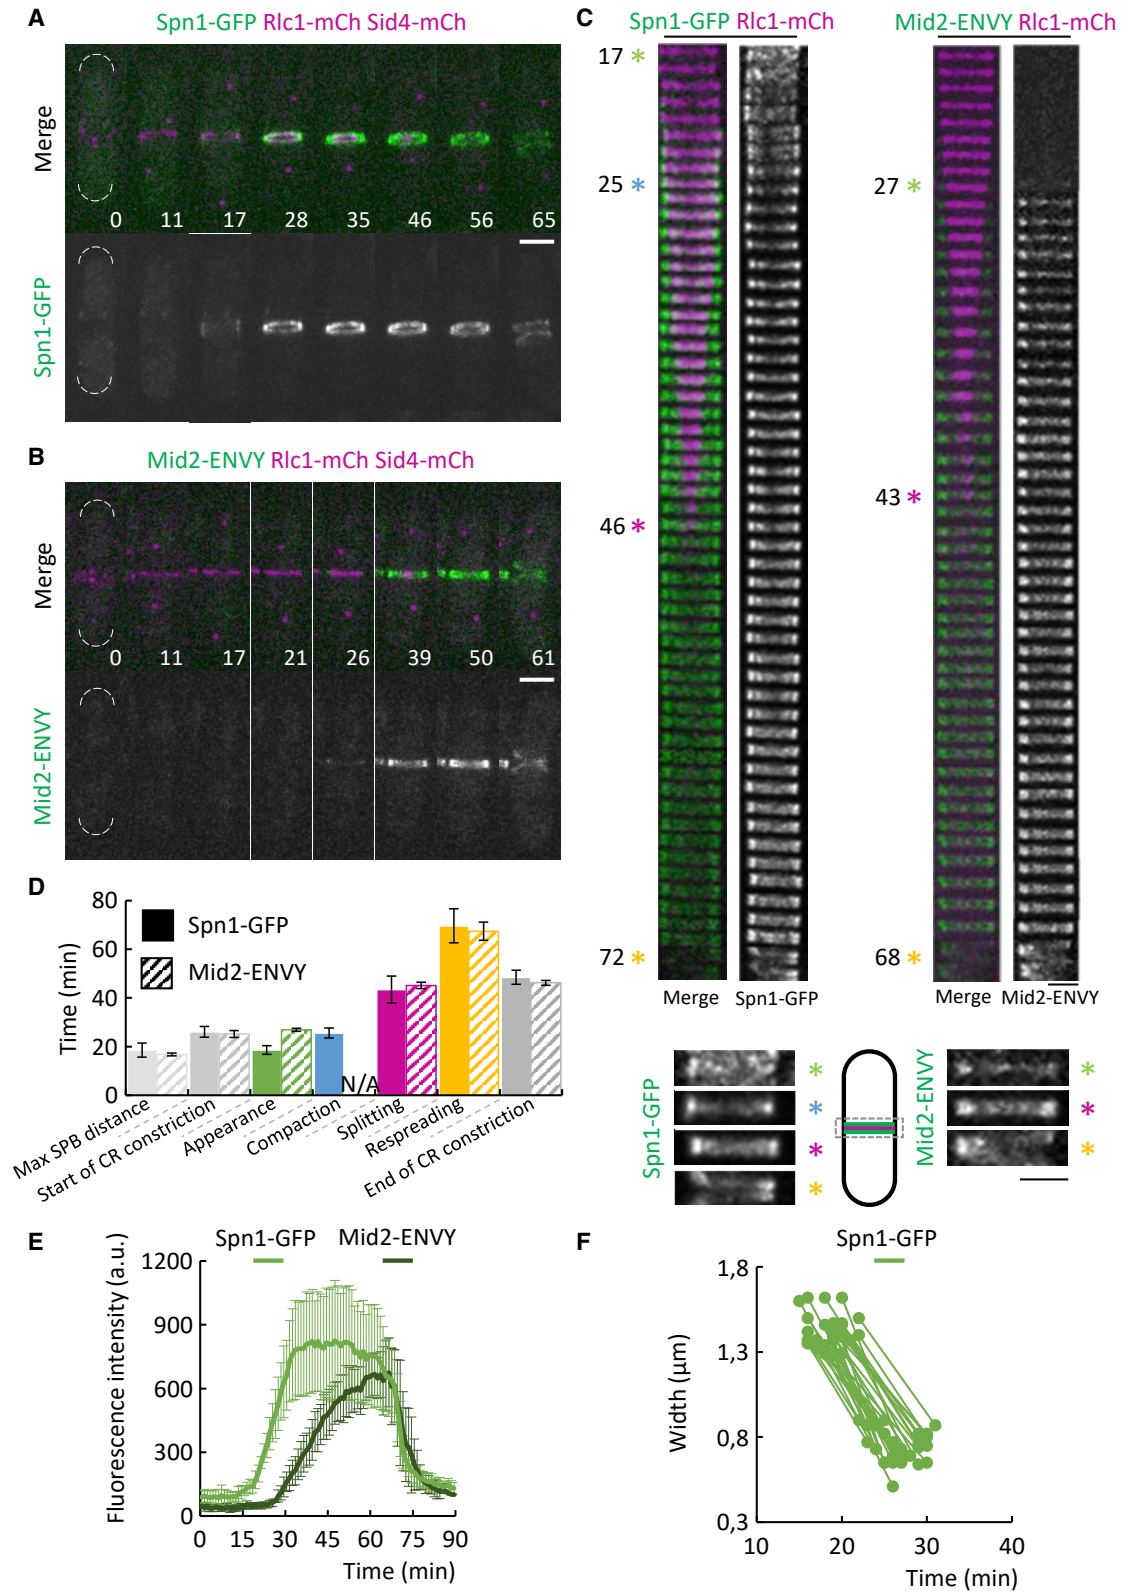 A
Spn1-GFP Rlc1-mCh Sid4-mCh
Merge
0 11 17 28 35 46 56 65
Spn1-GFP
B
Mid2-ENVY Rlc1-mCh Sid4-mCh
Merge
0 11 17 21 26 39 50 61
Mid2-ENVY
C
Spn1-GFP Rlc1-mCh
Mid2-ENVY Rlc1-mCh
17 *
25 *
46 *
72 *
27 *
43 *
68 *
Merge Spn1-GFP
Merge Mid2-ENVY
Spn1-GFP
*
*
*
*
Mid2-ENVY
*
*
*
D
Time (min)
80
60
40
20
0
Spn1-GFP
Mid2-ENVY
N/A
Max SPB distance
Start of CR constriction
Appearance
Compaction
Splitting
Respreading
End of CR constriction
E
Spn1-GFP Mid2-ENVY
Fluorescence intensity (a.u.)
1200
900
600
300
0
0 15 30 45 60 75 90
Time (min)
F
Spn1-GFP
Width (μm)
1,8
1,3
0,8
0,3
10 20 30 40
Time (min)